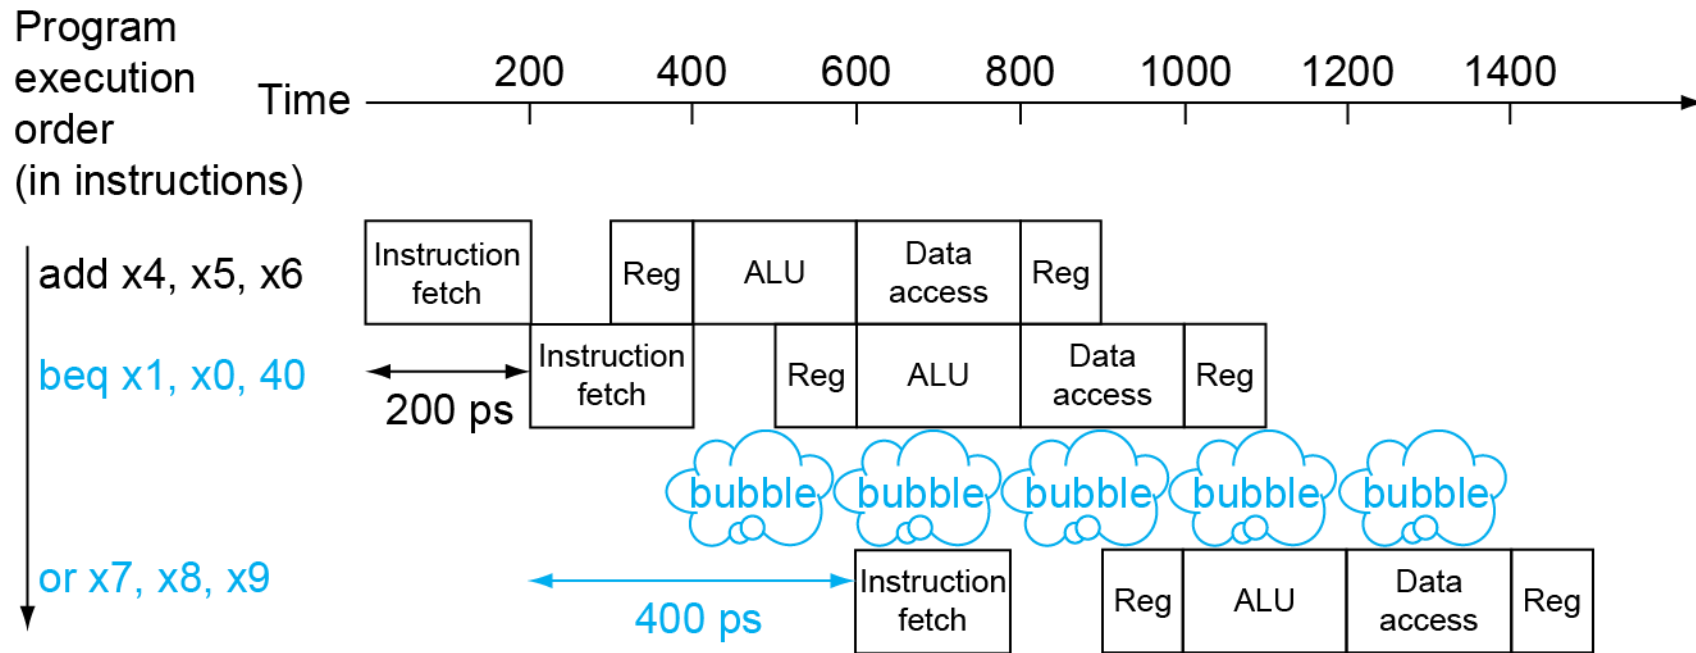 Program
execution
order
(in instructions)
Time
200 400 600 800 1000 1200 1400
add x4, x5, x6
Instruction
fetch
Reg
ALU
Data
access
Reg
beq x1, x0, 40
200 ps
Instruction
fetch
Reg
ALU
Data
access
Reg
bubble bubble bubble bubble bubble
or x7, x8, x9
400 ps
Instruction
fetch
Reg
ALU
Data
access
Reg